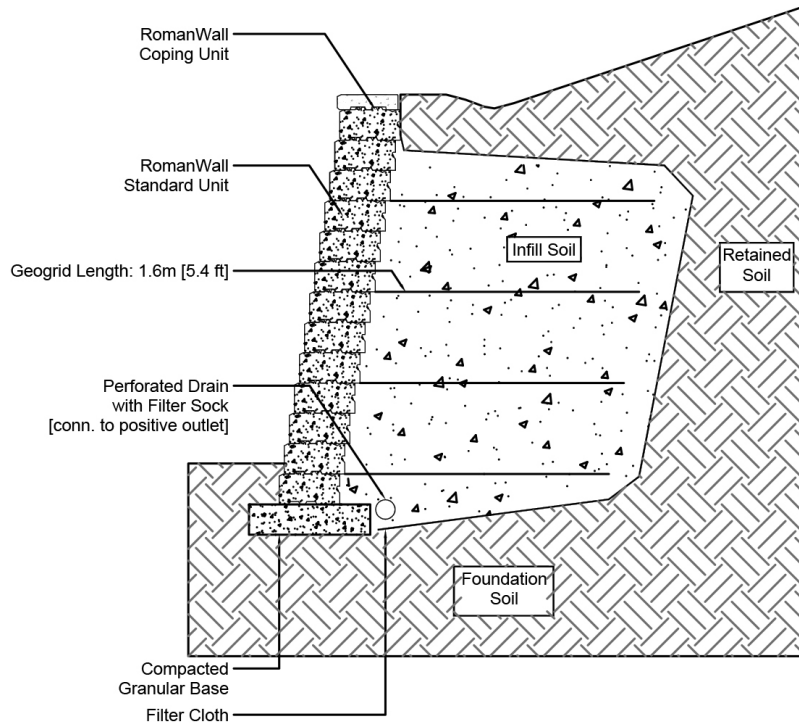 RomanWall
Coping Unit
RomanWall
Standard Unit
Infill Soil
Retained
Soil
Geogrid Length: 1.6m [5.4 ft]
Perforated Drain
with Filter Sock
[conn. to positive outlet]
Foundation
Soil
Compacted
Granular Base
Filter Cloth